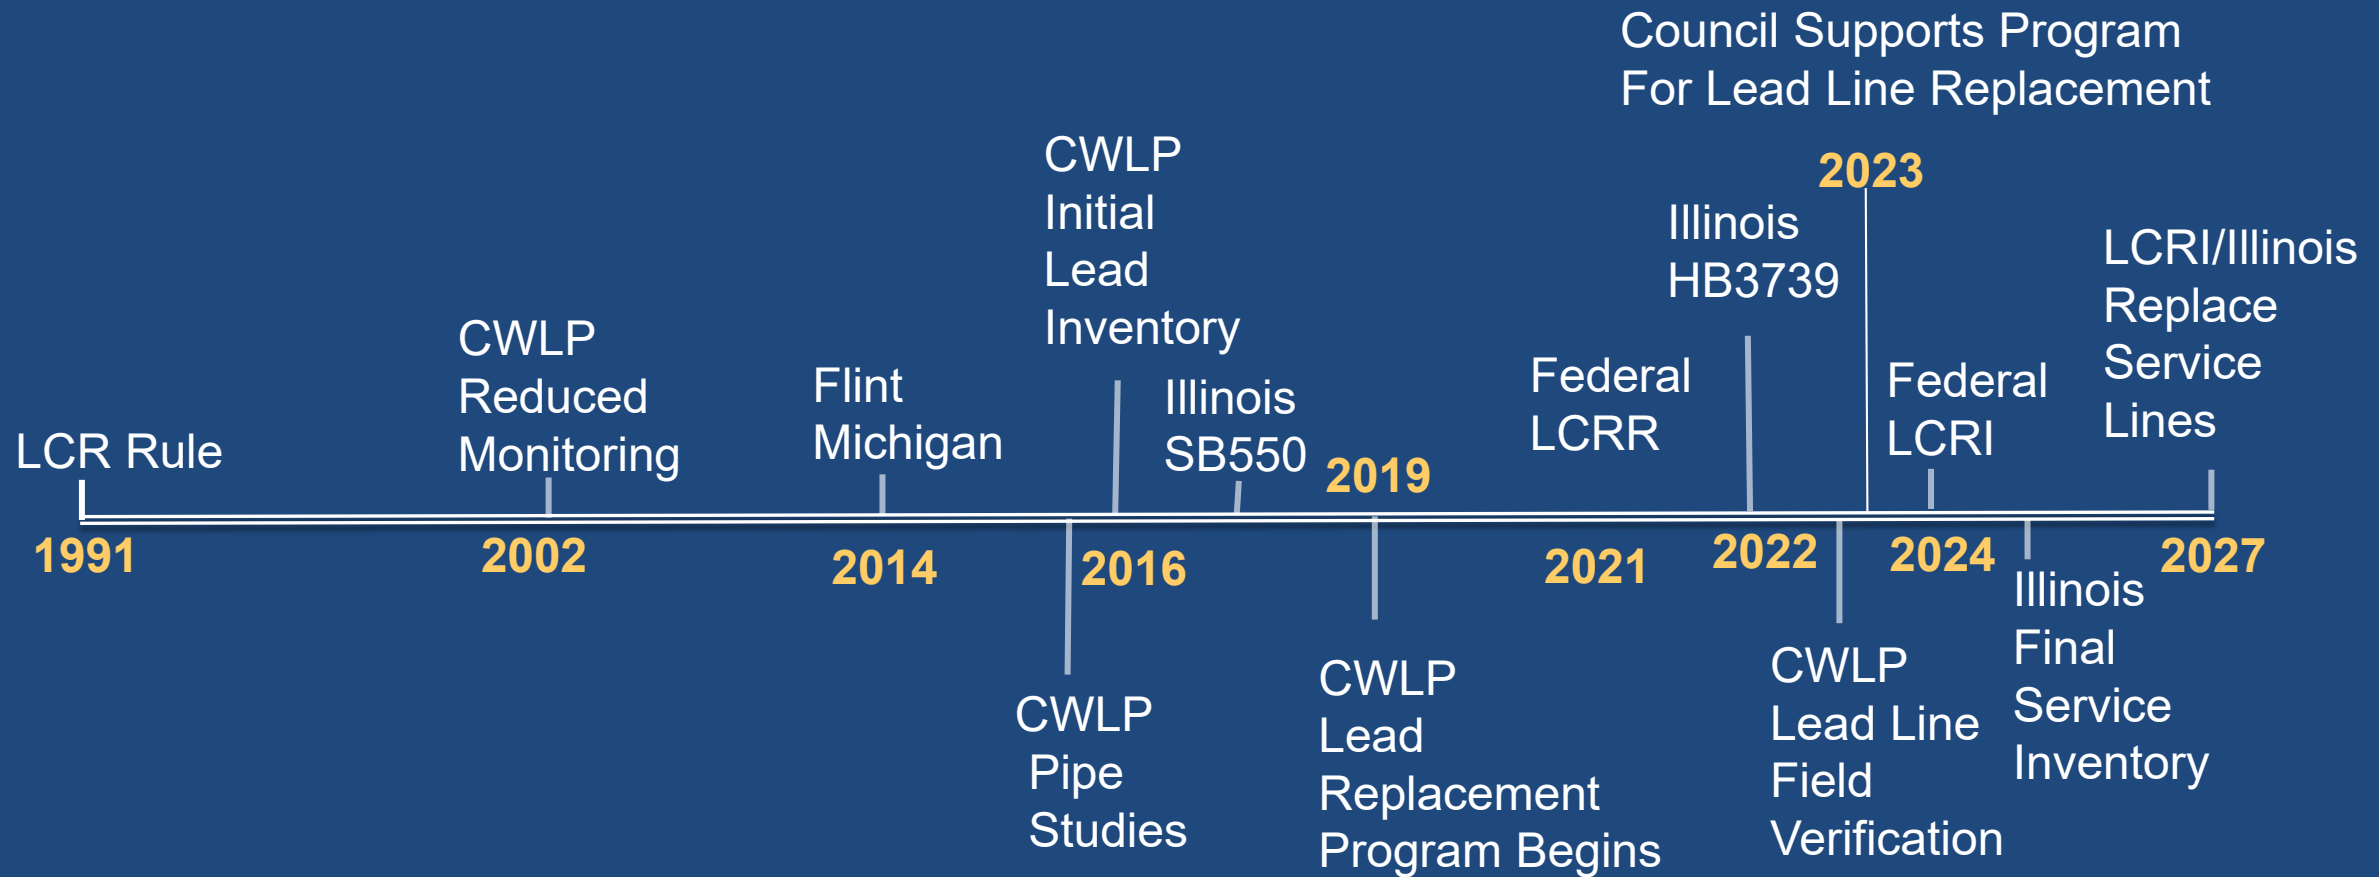 Council Supports Program
For Lead Line Replacement
2023
LCR Rule
1991
CWLP
Reduced
Monitoring
2002
Flint
Michigan
2014
CWLP
Initial
Lead
Inventory
2016
CWLP
Pipe
Studies
Illinois
SB550
2019
CWLP
Lead
Replacement
Program Begins
Federal
LCRR
2021
Illinois
HB3739
2022
CWLP
Lead Line
Field
Verification
Federal
LCRI
2024
Illinois
Final
Service
Inventory
LCRI/Illinois
Replace
Service
Lines
2027